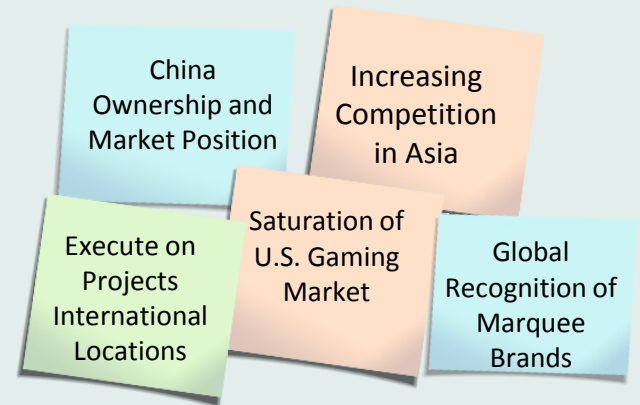 China
Ownership and
Market Position
Increasing
Competition
in Asia
Execute on
Projects
International
Locations
Saturation of
U.S. Gaming
Market
Global
Recognition of
Marquee
Brands